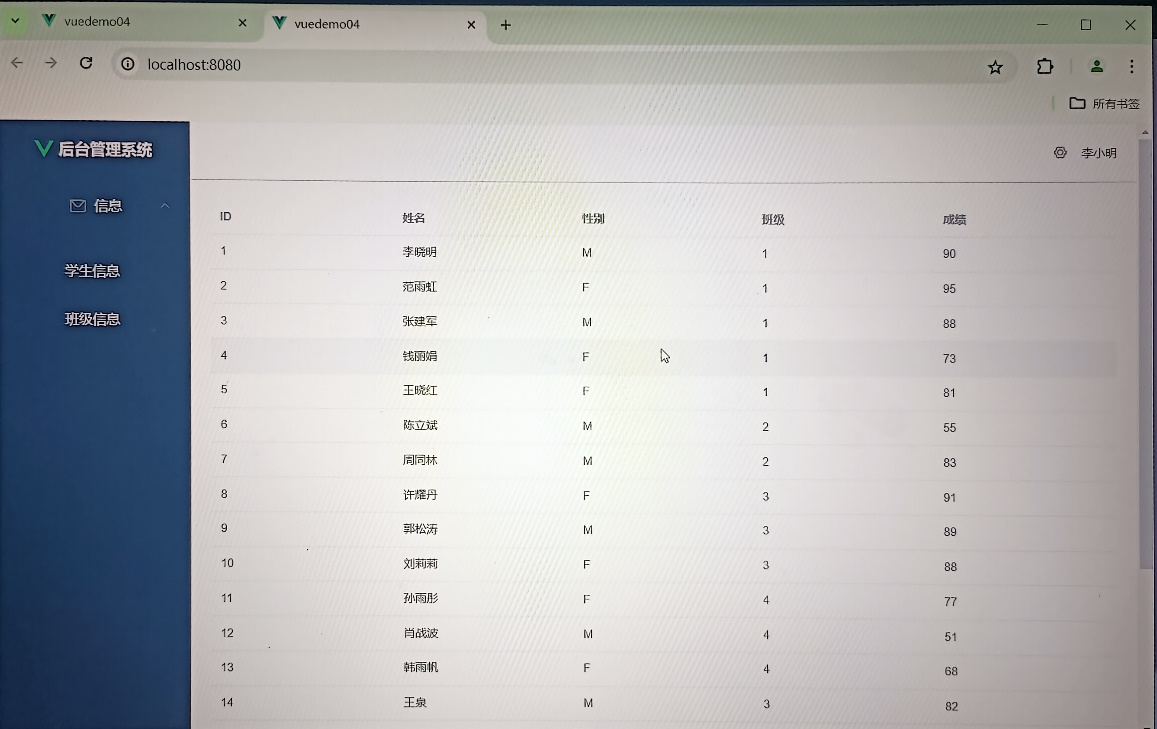 vuedemo04
vuedemo04
localhost:8080
所有书签
后台管理系统
李小明
信息
学生信息
班级信息
ID 姓名 性别 班级 成绩
1 李晓明 M 1 90
2 范雨虹 F 1 95
3 张建军 M 1 88
4 钱丽娟 F 1 73
5 王晓红 F 1 81
6 陈立斌 M 2 55
7 周同林 M 2 83
8 许耀丹 F 3 91
9 郭松涛 M 3 89
10 刘莉莉 F 3 88
11 孙雨彤 F 4 77
12 肖战波 M 4 51
13 韩雨帆 F 4 68
14 王泉 M 3 82